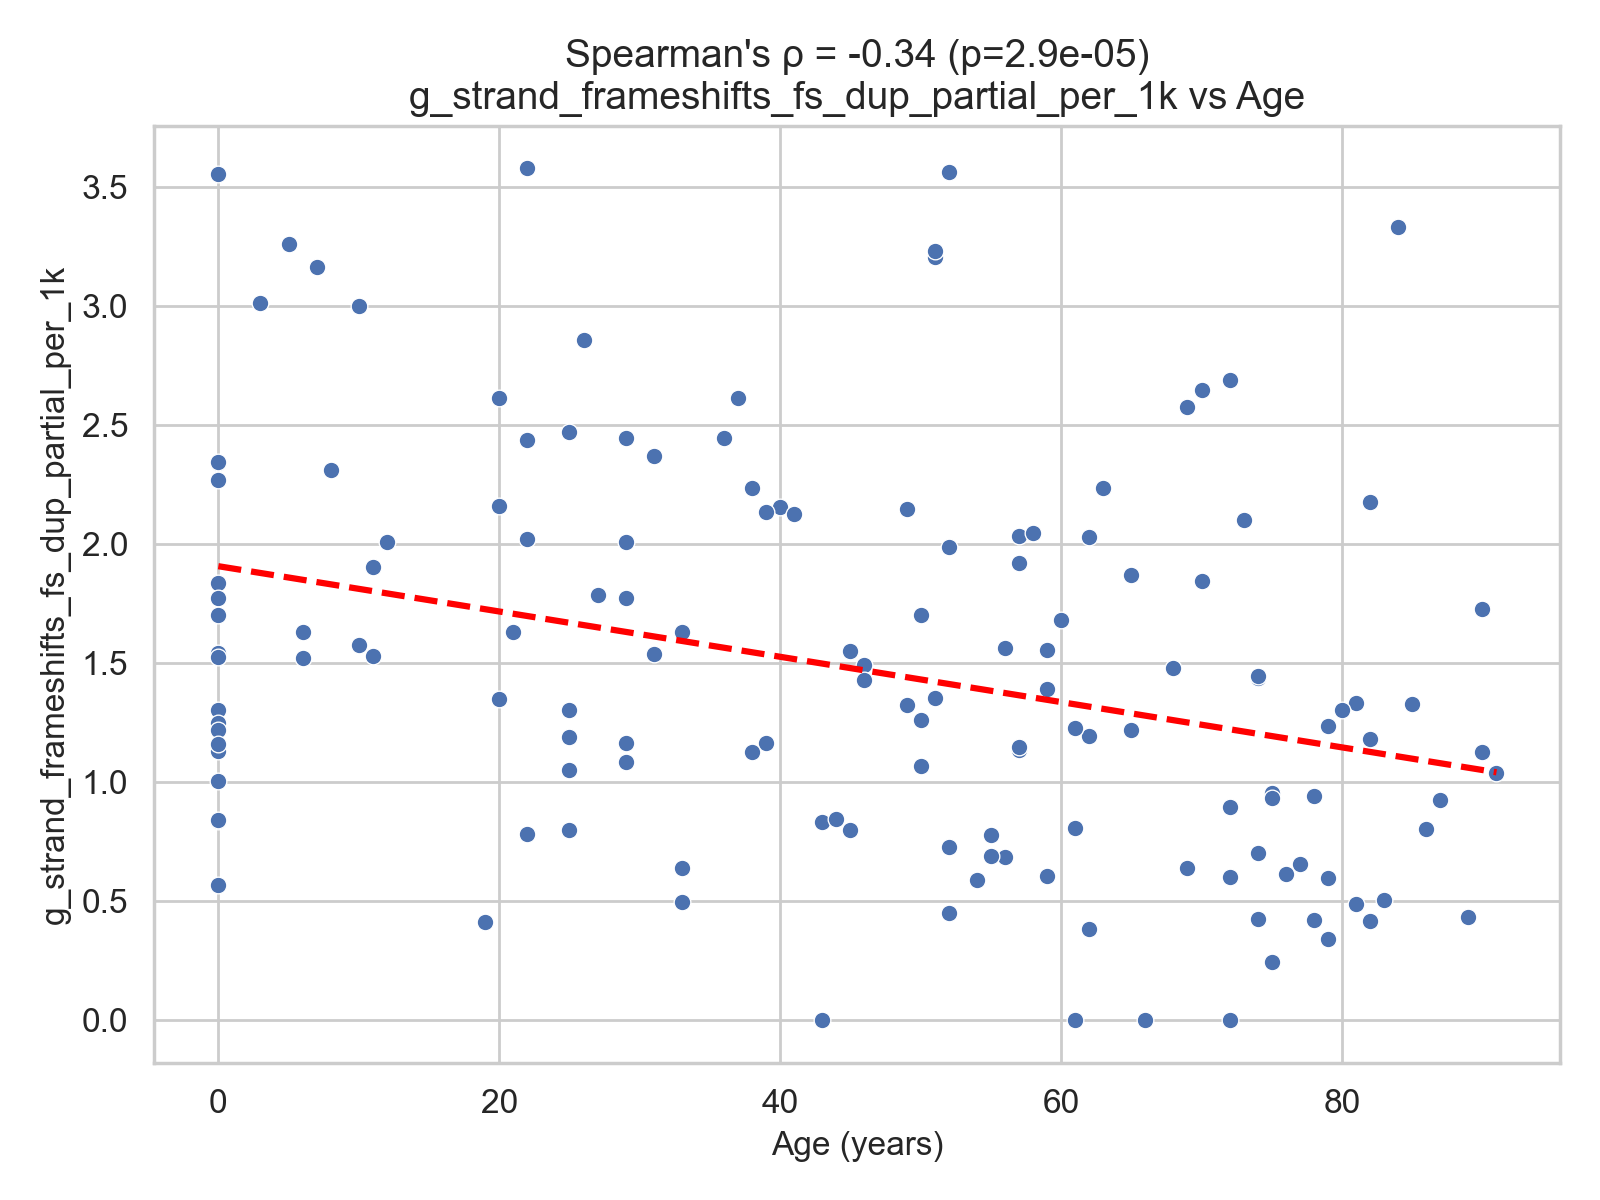 Spearman's ρ = -0.34 (p=2.9e-05)
g_strand_frameshifts_fs_dup_partial_per_1k vs Age
g_strand_frameshifts_fs_dup_partial_per_1k
3.5
3.0
2.5
2.0
1.5
1.0
0.5
0.0
0 20 40 60 80
Age (years)